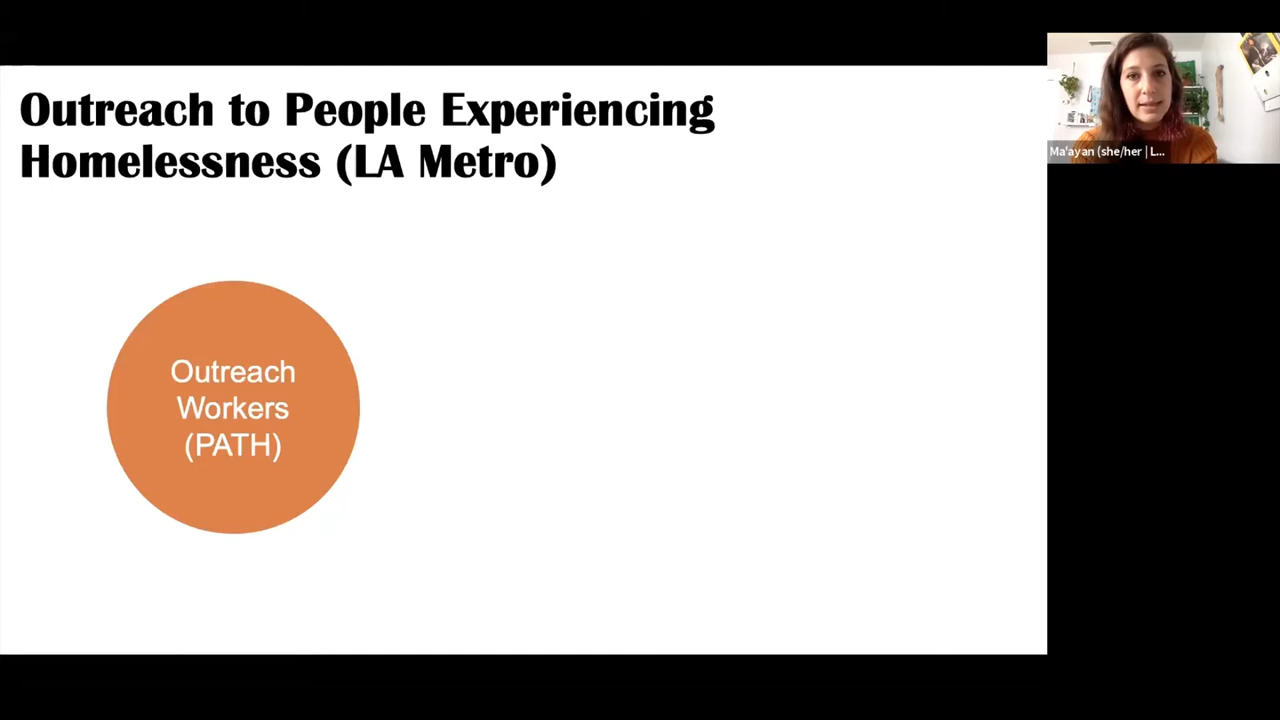 Outreach to People Experiencing
Homelessness (LA Metro)
Outreach
Workers
(PATH)
Ma'ayan (she/her | L...